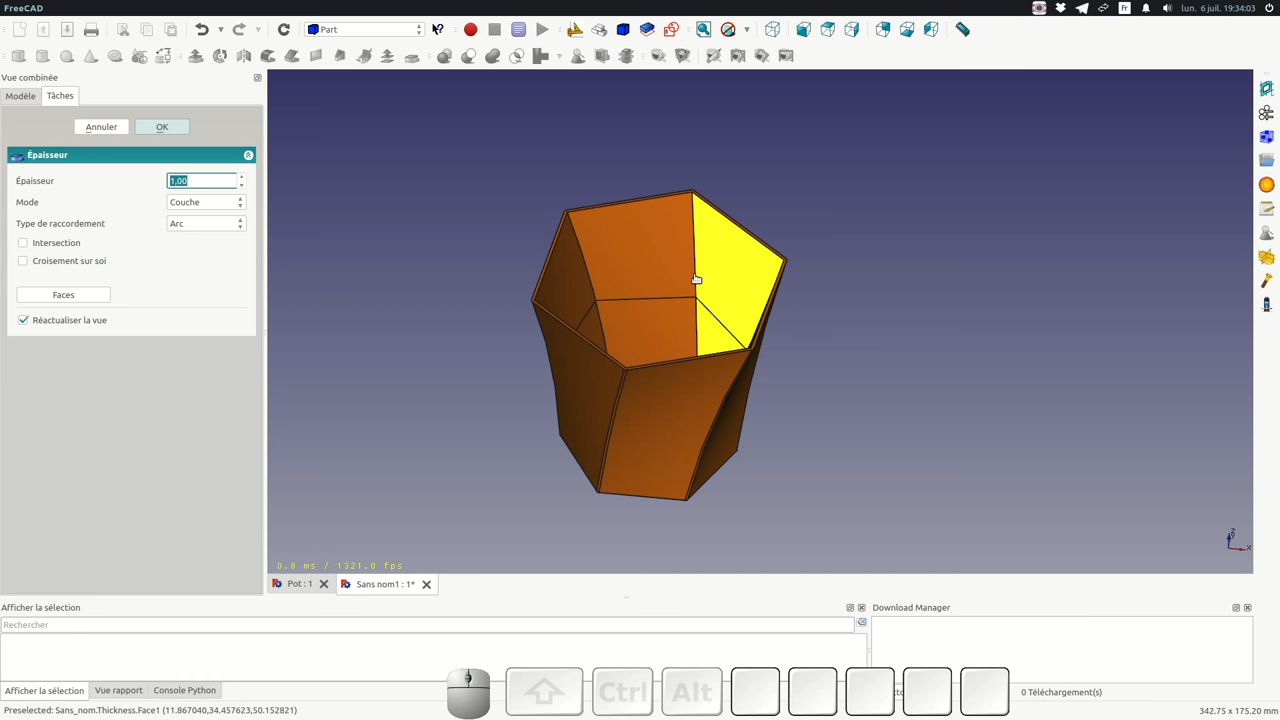 FreeCAD
Fr
lun. 6 juil, 19:34:03
Part
Vue combinée
Modèle
Tâches
Annuler
OK
Épaisseur
Épaisseur
1,00
Mode
Couche
Type de raccordement
Arc
Intersection
Croisement sur soi
Faces
Réactualiser la vue
0.8 ms / 1321.0 fps
Pot : 1
Sans nom1 : 1*
Afficher la sélection
Download Manager
Rechercher
Ctrl
Alt
0 Téléchargement(s)
Afficher la sélection
Vue rapport
Console Python
Preselected: Sans_nom.Thickness.Face1 (11.867040,34.457623,50.152821)
342.75 x 175.20 mm